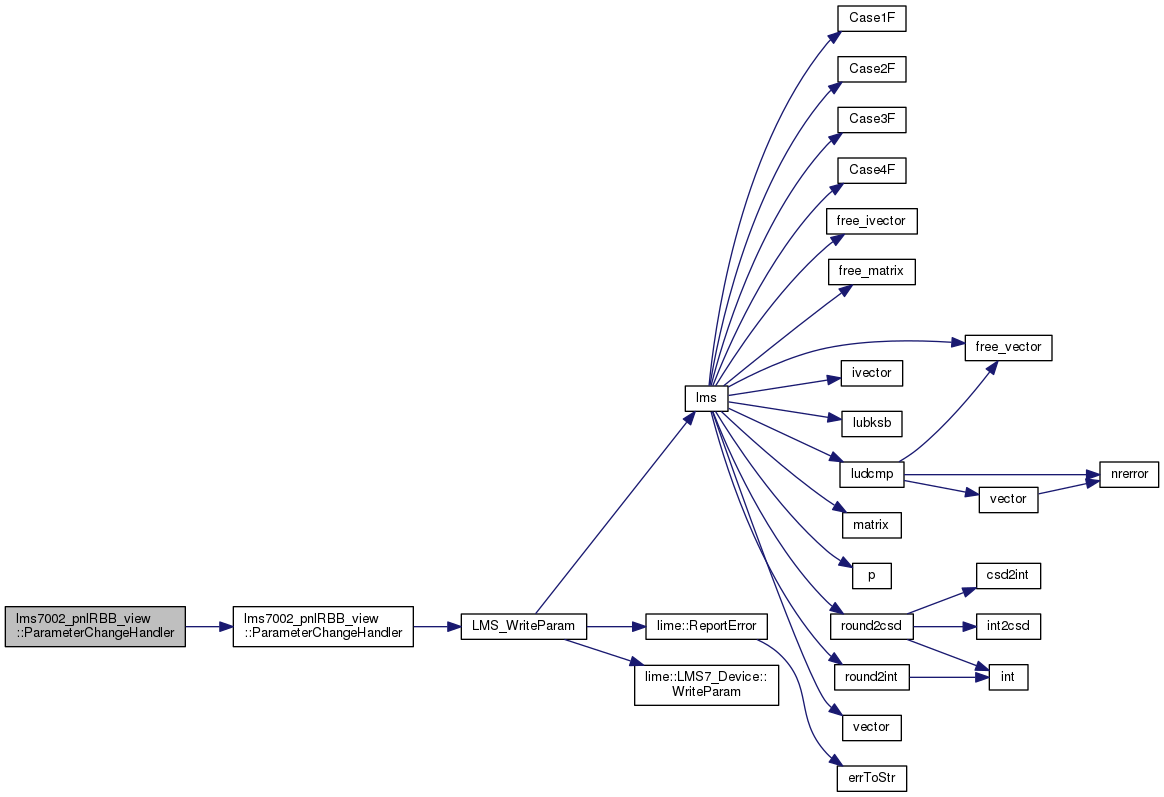 Case1F
Case2F
Case3F
Case4F
free_ivector
free_matrix
free_vector
ivector
lms
lubksb
ludcmp
nrerror
vector
matrix
p
csd2int
lms7002_pnlRBB_view
::ParameterChangeHandler
lms7002_pnlRBB_view
::ParameterChangeHandler
LMS_WriteParam
lime::ReportError
round2csd
int2csd
lime::LMS7_Device::
WriteParam
round2int
int
vector
errToStr